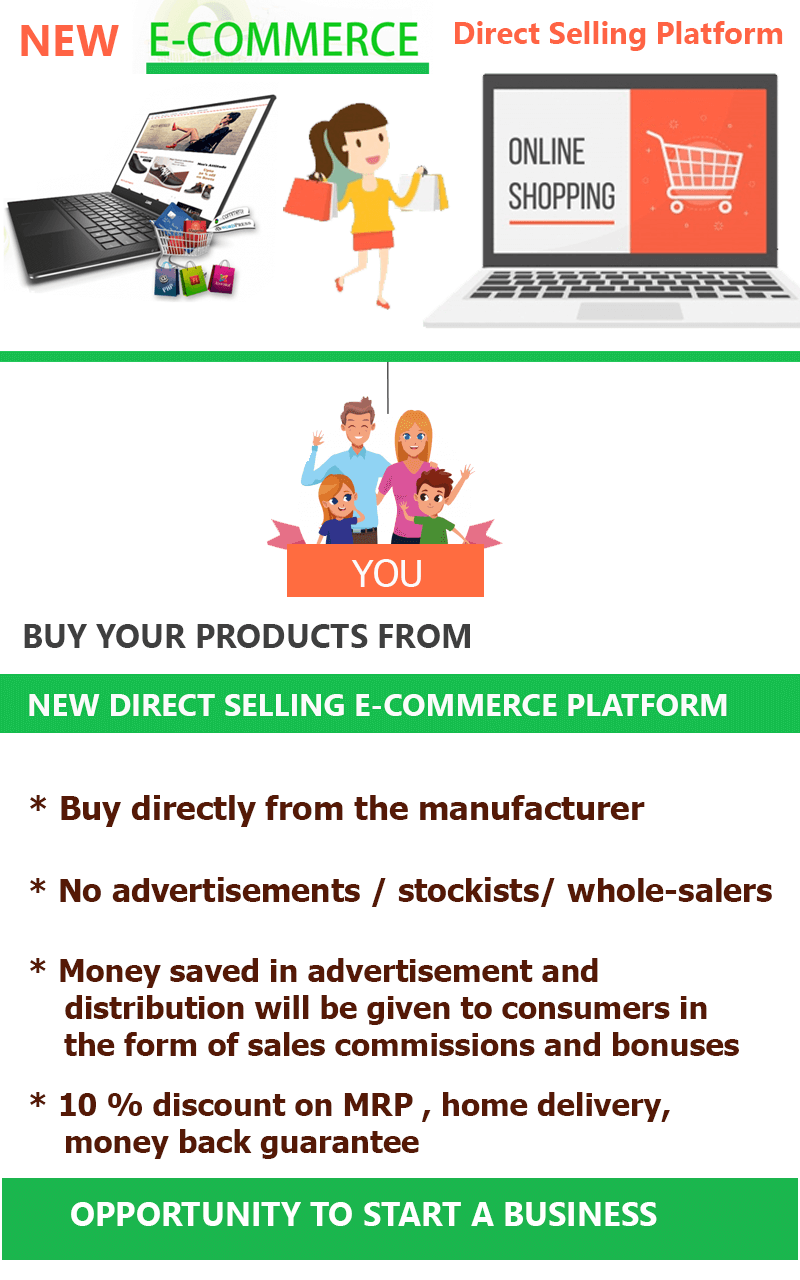 NEW E-COMMERCE Direct Selling Platform
ONLINE
SHOPPING
YOU
BUY YOUR PRODUCTS FROM
NEW DIRECT SELLING E-COMMERCE PLATFORM
* Buy directly from the manufacturer
* No advertisements / stockists/ whole-salers
* Money saved in advertisement and
distribution will be given to consumers in
the form of sales commissions and bonuses
* 10 % discount on MRP , home delivery,
money back guarantee
OPPORTUNITY TO START A BUSINESS